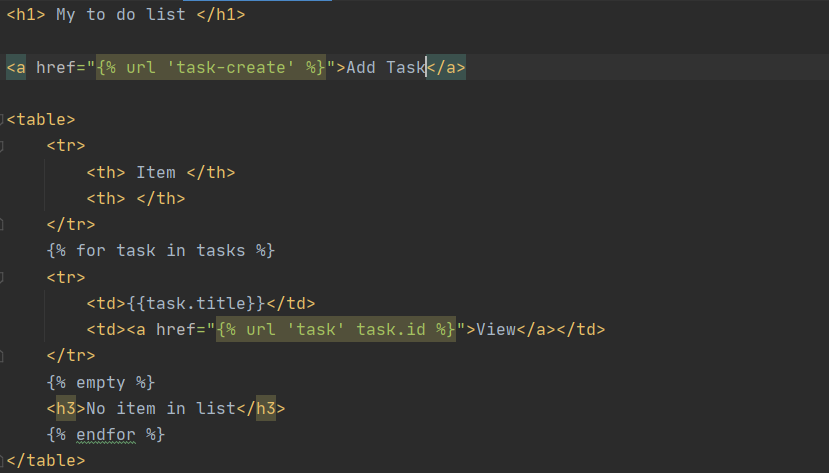 <h1> My to do list </h1>
<a href="{% url 'task-create' %}">Add Task</a>
<table>
<tr>
<th> Item </th>
<th> </th>
</tr>
{% for task in tasks %}
<tr>
<td>{{task.title}}</td>
<td><a href="{% url 'task' task.id %}">View</a></td>
</tr>
{% empty %}
<h3>No item in list</h3>
{% endfor %}
</table>